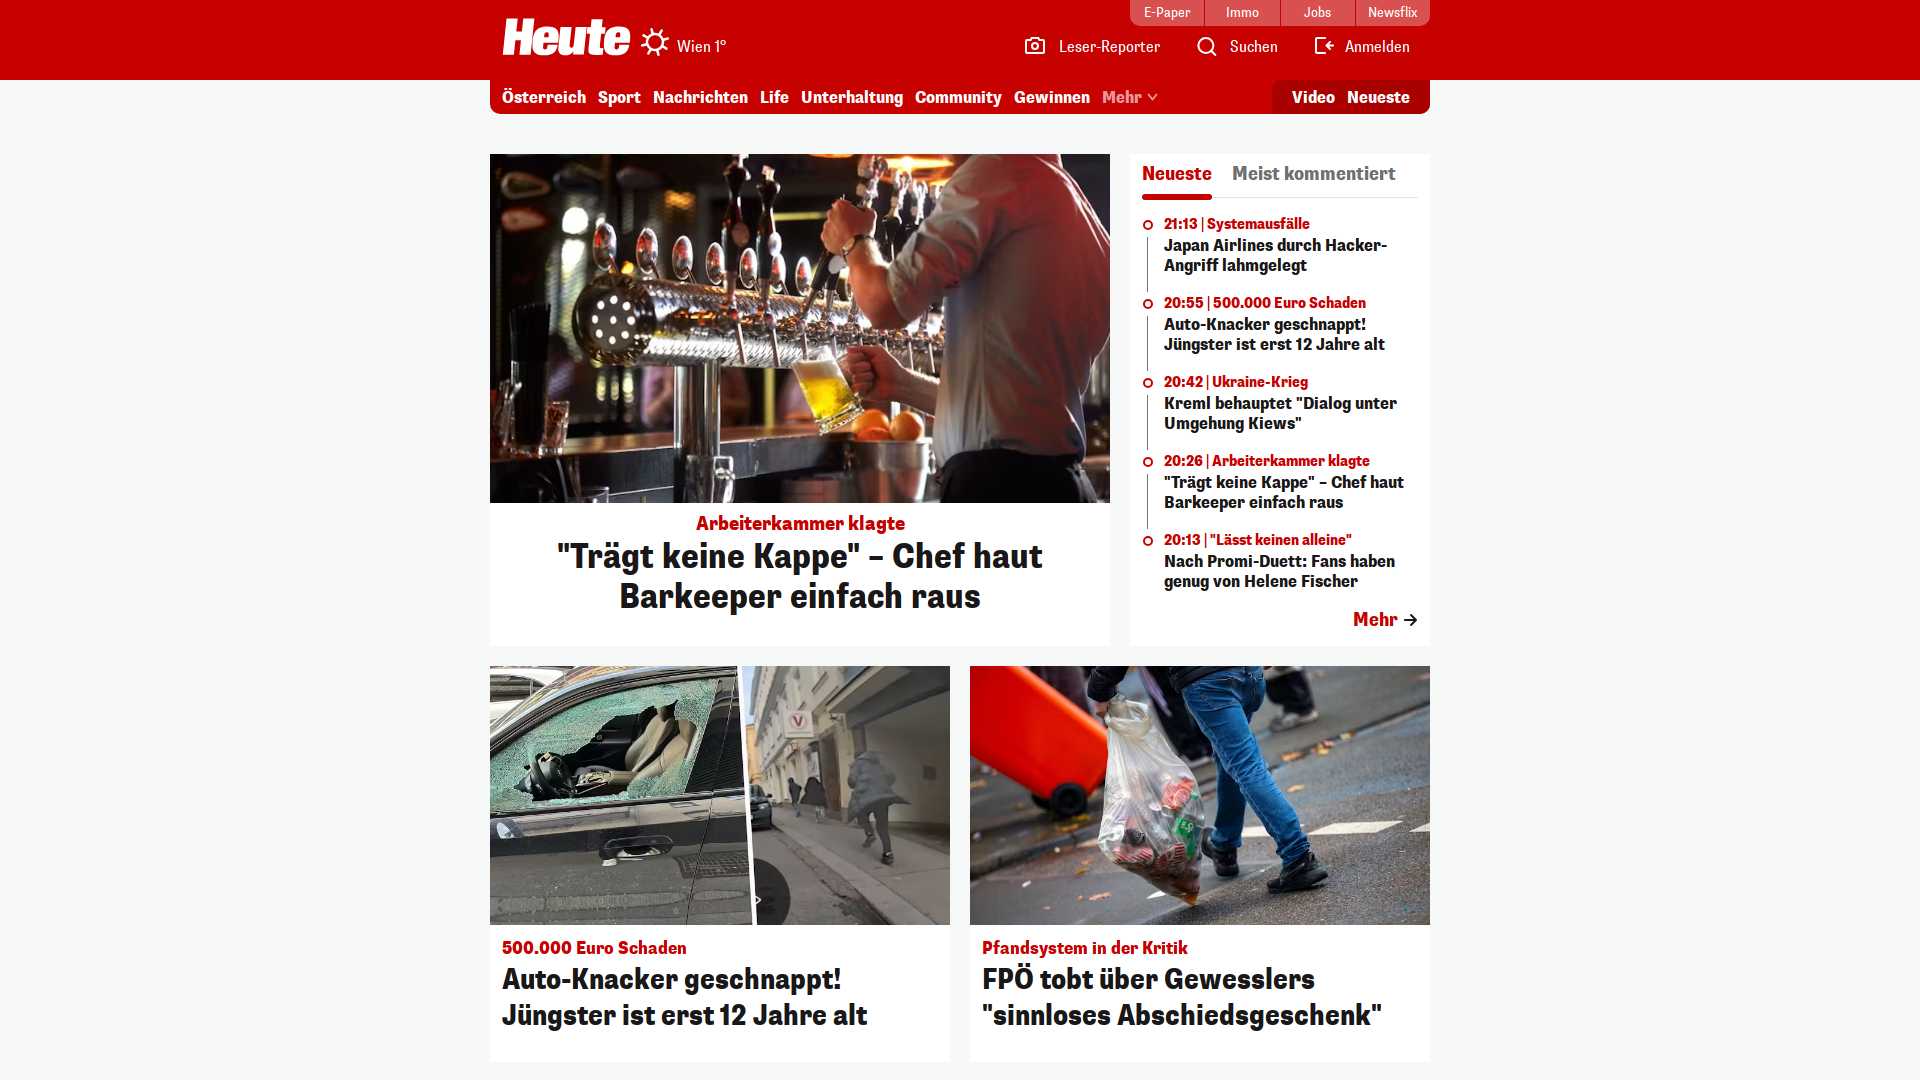 E-Paper
Immo
Jobs
Newsflix
Heute
Wien 1°
Leser-Reporter
Suchen
Anmelden
Österreich
Sport
Nachrichten
Life
Unterhaltung
Community
Gewinnen
Mehr
Video
Neueste
Arbeiterkammer klagte
"Trägt keine Kappe" – Chef haut
Barkeeper einfach raus
Neueste
Meist kommentiert
21:13 | Systemausfälle
Japan Airlines durch Hacker-
Angriff lahmgelegt
20:55 | 500.000 Euro Schaden
Auto-Knacker geschnappt!
Jüngster ist erst 12 Jahre alt
20:42 | Ukraine-Krieg
Kreml behauptet "Dialog unter
Umgehung Kiews"
20:26 | Arbeiterkammer klagte
"Trägt keine Kappe" – Chef haut
Barkeeper einfach raus
20:13 | "Lässt keinen alleine"
Nach Promi-Duett: Fans haben
genug von Helene Fischer
Mehr
500.000 Euro Schaden
Auto-Knacker geschnappt!
Jüngster ist erst 12 Jahre alt
Pfandsystem in der Kritik
FPÖ tobt über Gewesslers
"sinnloses Abschiedsgeschenk"